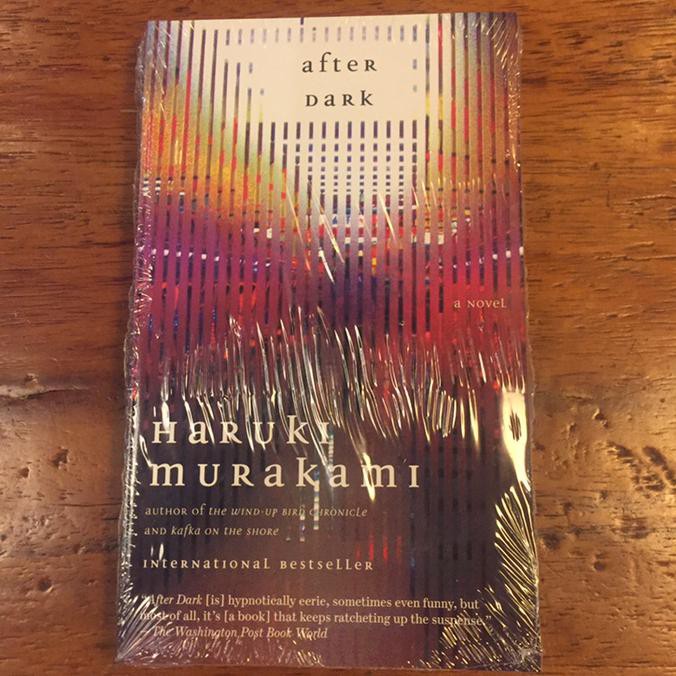 after
DARK
a NOVEL
HARUKI
MURAKAMI
AUTHOR OF THE WIND-UP BIRD CHRONICLE
AND KAFKA ON THE SHORE
INTERNATIONAL BESTSELLER
"After Dark [is] hypnotically eerie, sometimes even funny, but
most of all, it's [a book] that keeps ratcheting up the suspense."
— The Washington Post Book World